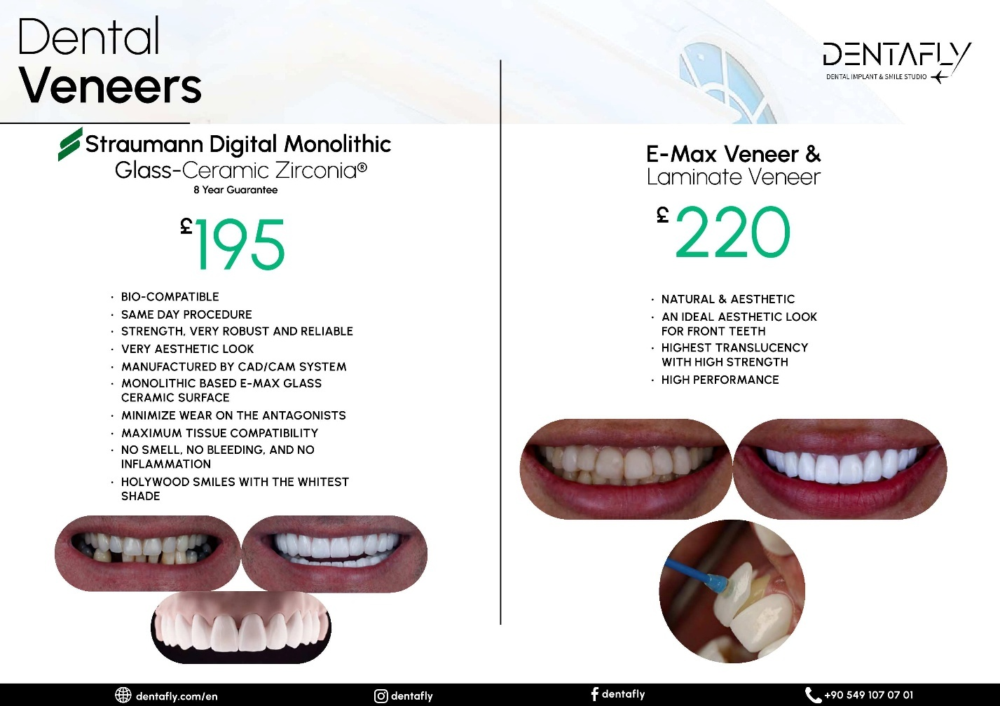 Dental
Veneers
DENTAFLY
DENTAL IMPLANT & SMILE STUDIO
Straumann Digital Monolithic
Glass-Ceramic Zirconia®
8 Year Guarantee
£195
· BIO-COMPATIBLE
· SAME DAY PROCEDURE
· STRENGTH, VERY ROBUST AND RELIABLE
· VERY AESTHETIC LOOK
· MANUFACTURED BY CAD/CAM SYSTEM
· MONOLITHIC BASED E-MAX GLASS
CERAMIC SURFACE
· MINIMIZE WEAR ON THE ANTAGONISTS
· MAXIMUM TISSUE COMPATIBILITY
· NO SMELL, NO BLEEDING, AND NO
INFLAMMATION
· HOLYWOOD SMILES WITH THE WHITEST
SHADE
E-Max Veneer &
Laminate Veneer
£220
· NATURAL & AESTHETIC
· AN IDEAL AESTHETIC LOOK
FOR FRONT TEETH
· HIGHEST TRANSLUCENCY
WITH HIGH STRENGTH
· HIGH PERFORMANCE
dentafly.com/en
dentafly
dentafly
+90 549 107 07 01